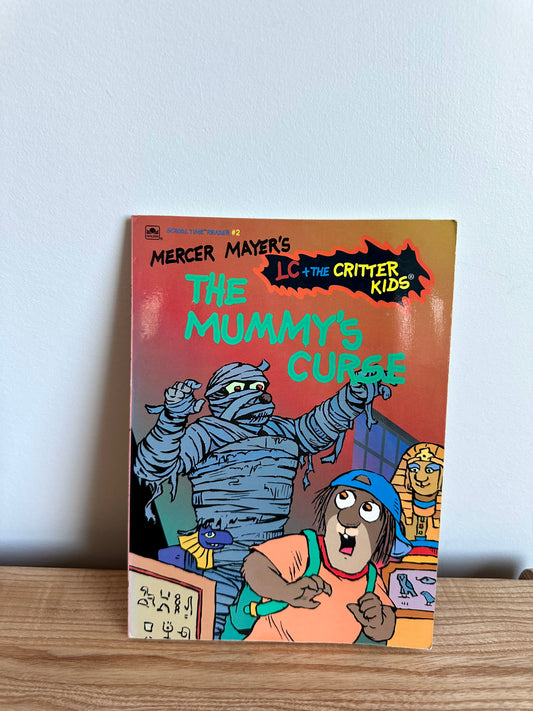 SCHOOL TIME READER #2
MERCER MAYER'S
LC + THE CRITTER
KIDS®
THE
MUMMY'S
CURSE